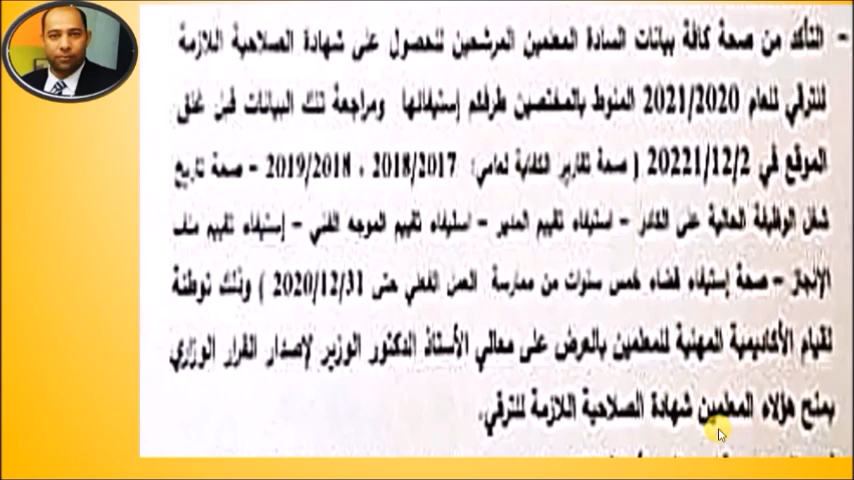 - التأكد من صحة كافة بيانات السادة المعلمين المرشحين للحصول على شهادة الصلاحية اللازمة
للترقي للعام 2021/2020 المنوط بالمختصين طرفكم إستيفائها ومراجعة تلك البيانات قبل غلق
الموقع في 20221/12/2 ( صحة تقارير الكفاية لعامي: 2018/2017 ، 2019/2018 - صحة تاريخ
شغل الوظيفة الحالية على الكادر - استيفاء تقييم المدير - استيفاء تقييم الموجه الفني - إستيفاء تقييم ملف
الإنجاز - صحة إستيفاء قضاء خمس سنوات من ممارسة العمل الفعلي حتى 2020/12/31 ) وذلك توطئة
لقيام الأكاديمية المهنية للمعلمين بالعرض على معالي الأستاذ الدكتور الوزير لإصدار القرار الوزاري
بمنح هؤلاء المعلمين شهادة الصلاحية اللازمة للترقي.